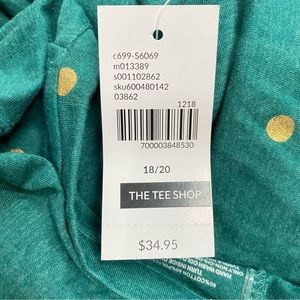 c699-S6069
m013389
s001102862
sku600480142
03862
1218
700003848530
18/20
THE TEE SHOP
$34.95